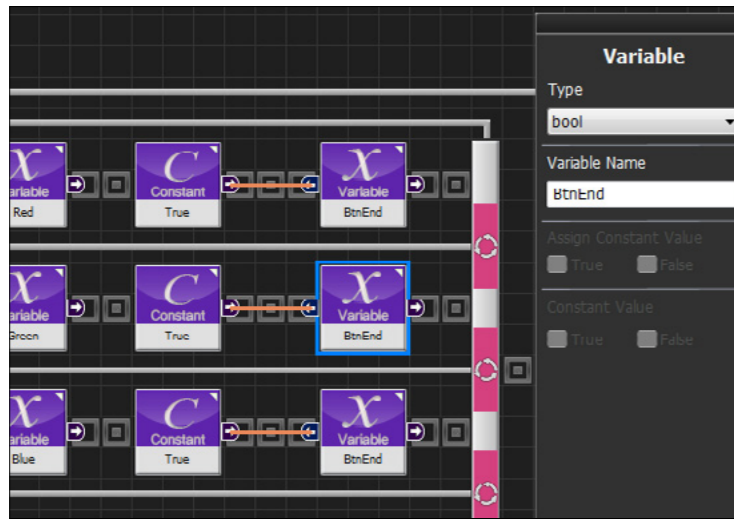 Variable
Type
bool
Variable Name
BtnEnd
Assign Constant Value
True False
Constant Value
True False
ariable Constant Variable
Red True BtnEnd
ariable Constant Variable
Green True BtnEnd
ariable Constant Variable
Blue True BtnEnd